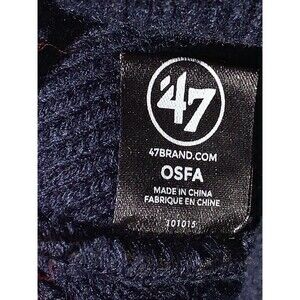 '47
47BRAND.COM
OSFA
MADE IN CHINA
FABRIQUE EN CHINE
101015